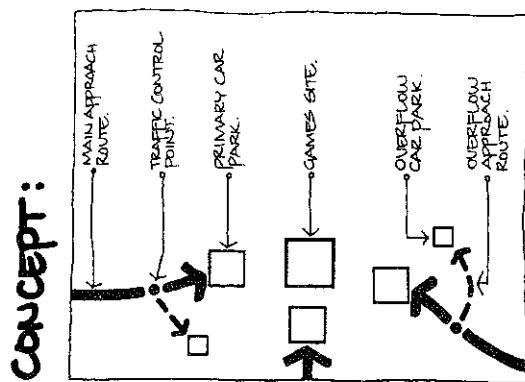 CONCEPT:
MAIN APPROACH
ROUTE.
TRAFFIC CONTROL
POINT.
PRIMARY CAR
PARK.
GAMES SITE.
OVERFLOW
CAR PARK.
OVERFLOW
APPROACH
ROUTE.